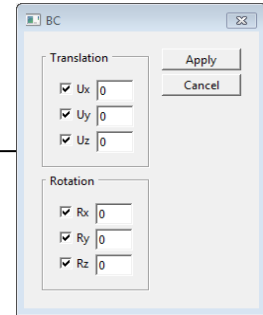 BC
Translation
Apply
Ux 0
Cancel
Uy 0
Uz 0
Rotation
Rx 0
Ry 0
Rz 0